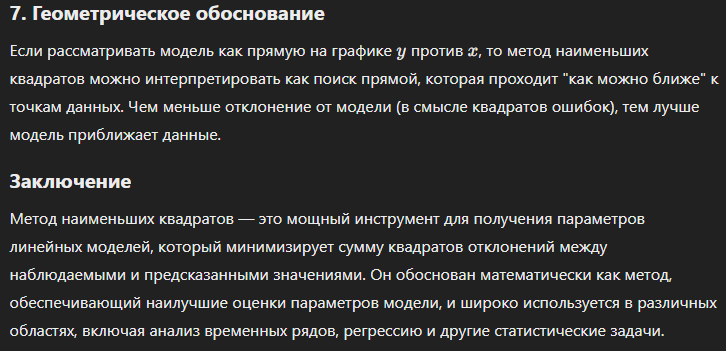 7. Геометрическое обоснование
Если рассматривать модель как прямую на графике y против x, то метод наименьших
квадратов можно интерпретировать как поиск прямой, которая проходит "как можно ближе" к
точкам данных. Чем меньше отклонение от модели (в смысле квадратов ошибок), тем лучше
модель приближает данные.
Заключение
Метод наименьших квадратов — это мощный инструмент для получения параметров
линейных моделей, который минимизирует сумму квадратов отклонений между
наблюдаемыми и предсказанными значениями. Он обоснован математически как метод,
обеспечивающий наилучшие оценки параметров модели, и широко используется в различных
областях, включая анализ временных рядов, регрессию и другие статистические задачи.